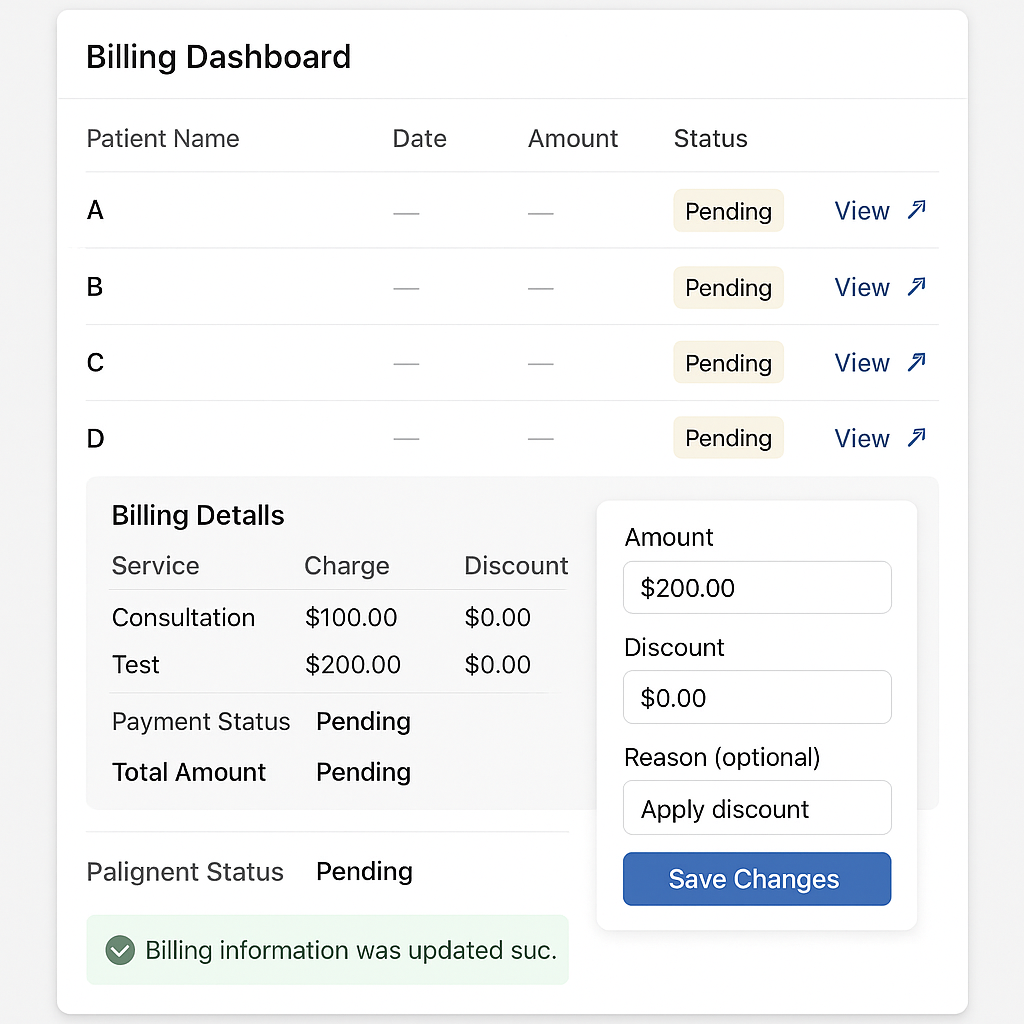 Billing Dashboard
Patient Name Date Amount Status
A — — Pending View
B — — Pending View
C — — Pending View
D — — Pending View
Billing Detalls
Service Charge Discount
Consultation $100.00 $0.00
Test $200.00 $0.00
Payment Status Pending
Total Amount Pending
Amount
$200.00
Discount
$0.00
Reason (optional)
Apply discount
Save Changes
Palignent Status Pending
Billing information was updated suc.